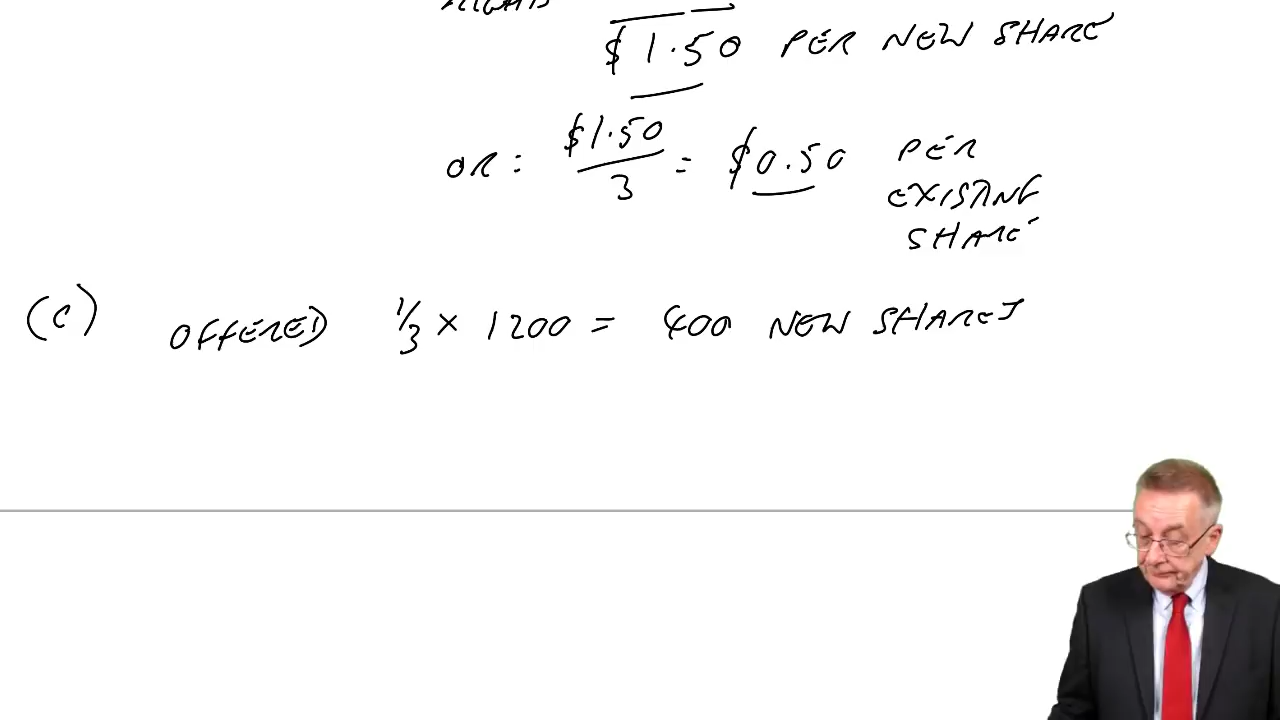 $1.50 PER NEW SHARE
OR: $1.50 / 3 = $0.50 PER
EXISTING
SHARE
(c) OFFERED 1/3 × 1200 = 400 NEW SHARES